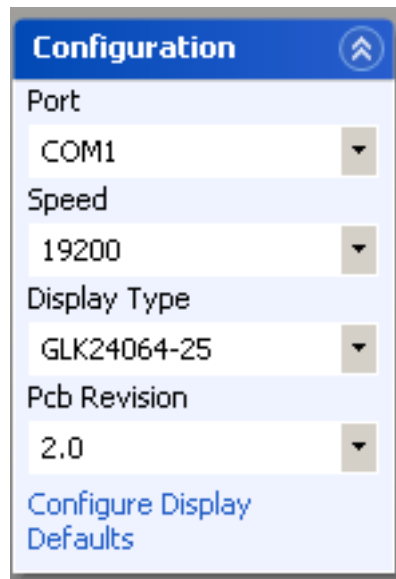 Configuration
Port
COM1
Speed
19200
Display Type
GLK24064-25
Pcb Revision
2.0
Configure Display
Defaults